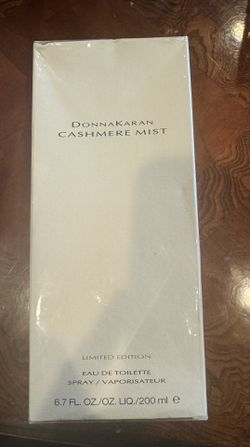 DONNAKARAN
CASHMERE MIST
LIMITED EDITION
EAU DE TOILETTE
SPRAY / VAPORISATEUR
6.7 FL. OZ./OZ. LIQ./200 ml e